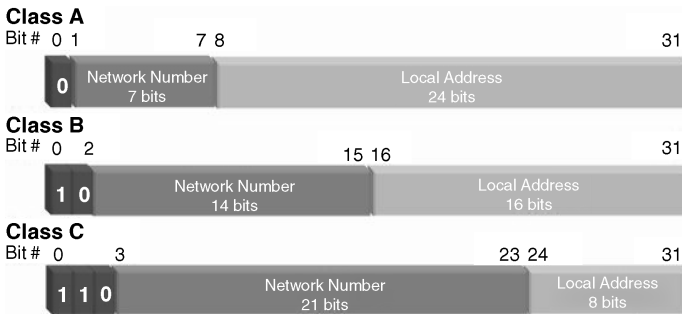 Class A
Bit # 0 1 7 8 31
0 Network Number Local Address
7 bits 24 bits
Class B
Bit # 0 2 15 16 31
1 0 Network Number Local Address
14 bits 16 bits
Class C
Bit # 0 3 23 24 31
1 1 0 Network Number Local Address
21 bits 8 bits